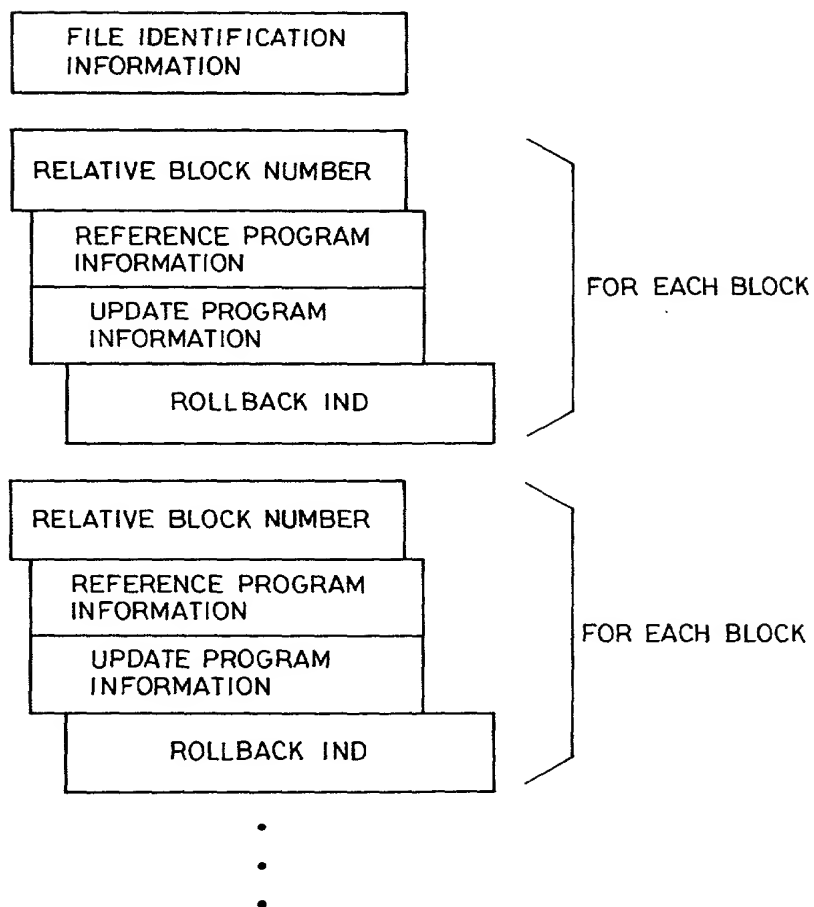 FILE IDENTIFICATION
INFORMATION
RELATIVE BLOCK NUMBER
REFERENCE PROGRAM
INFORMATION
UPDATE PROGRAM
INFORMATION
ROLLBACK IND
FOR EACH BLOCK
RELATIVE BLOCK NUMBER
REFERENCE PROGRAM
INFORMATION
UPDATE PROGRAM
INFORMATION
ROLLBACK IND
FOR EACH BLOCK